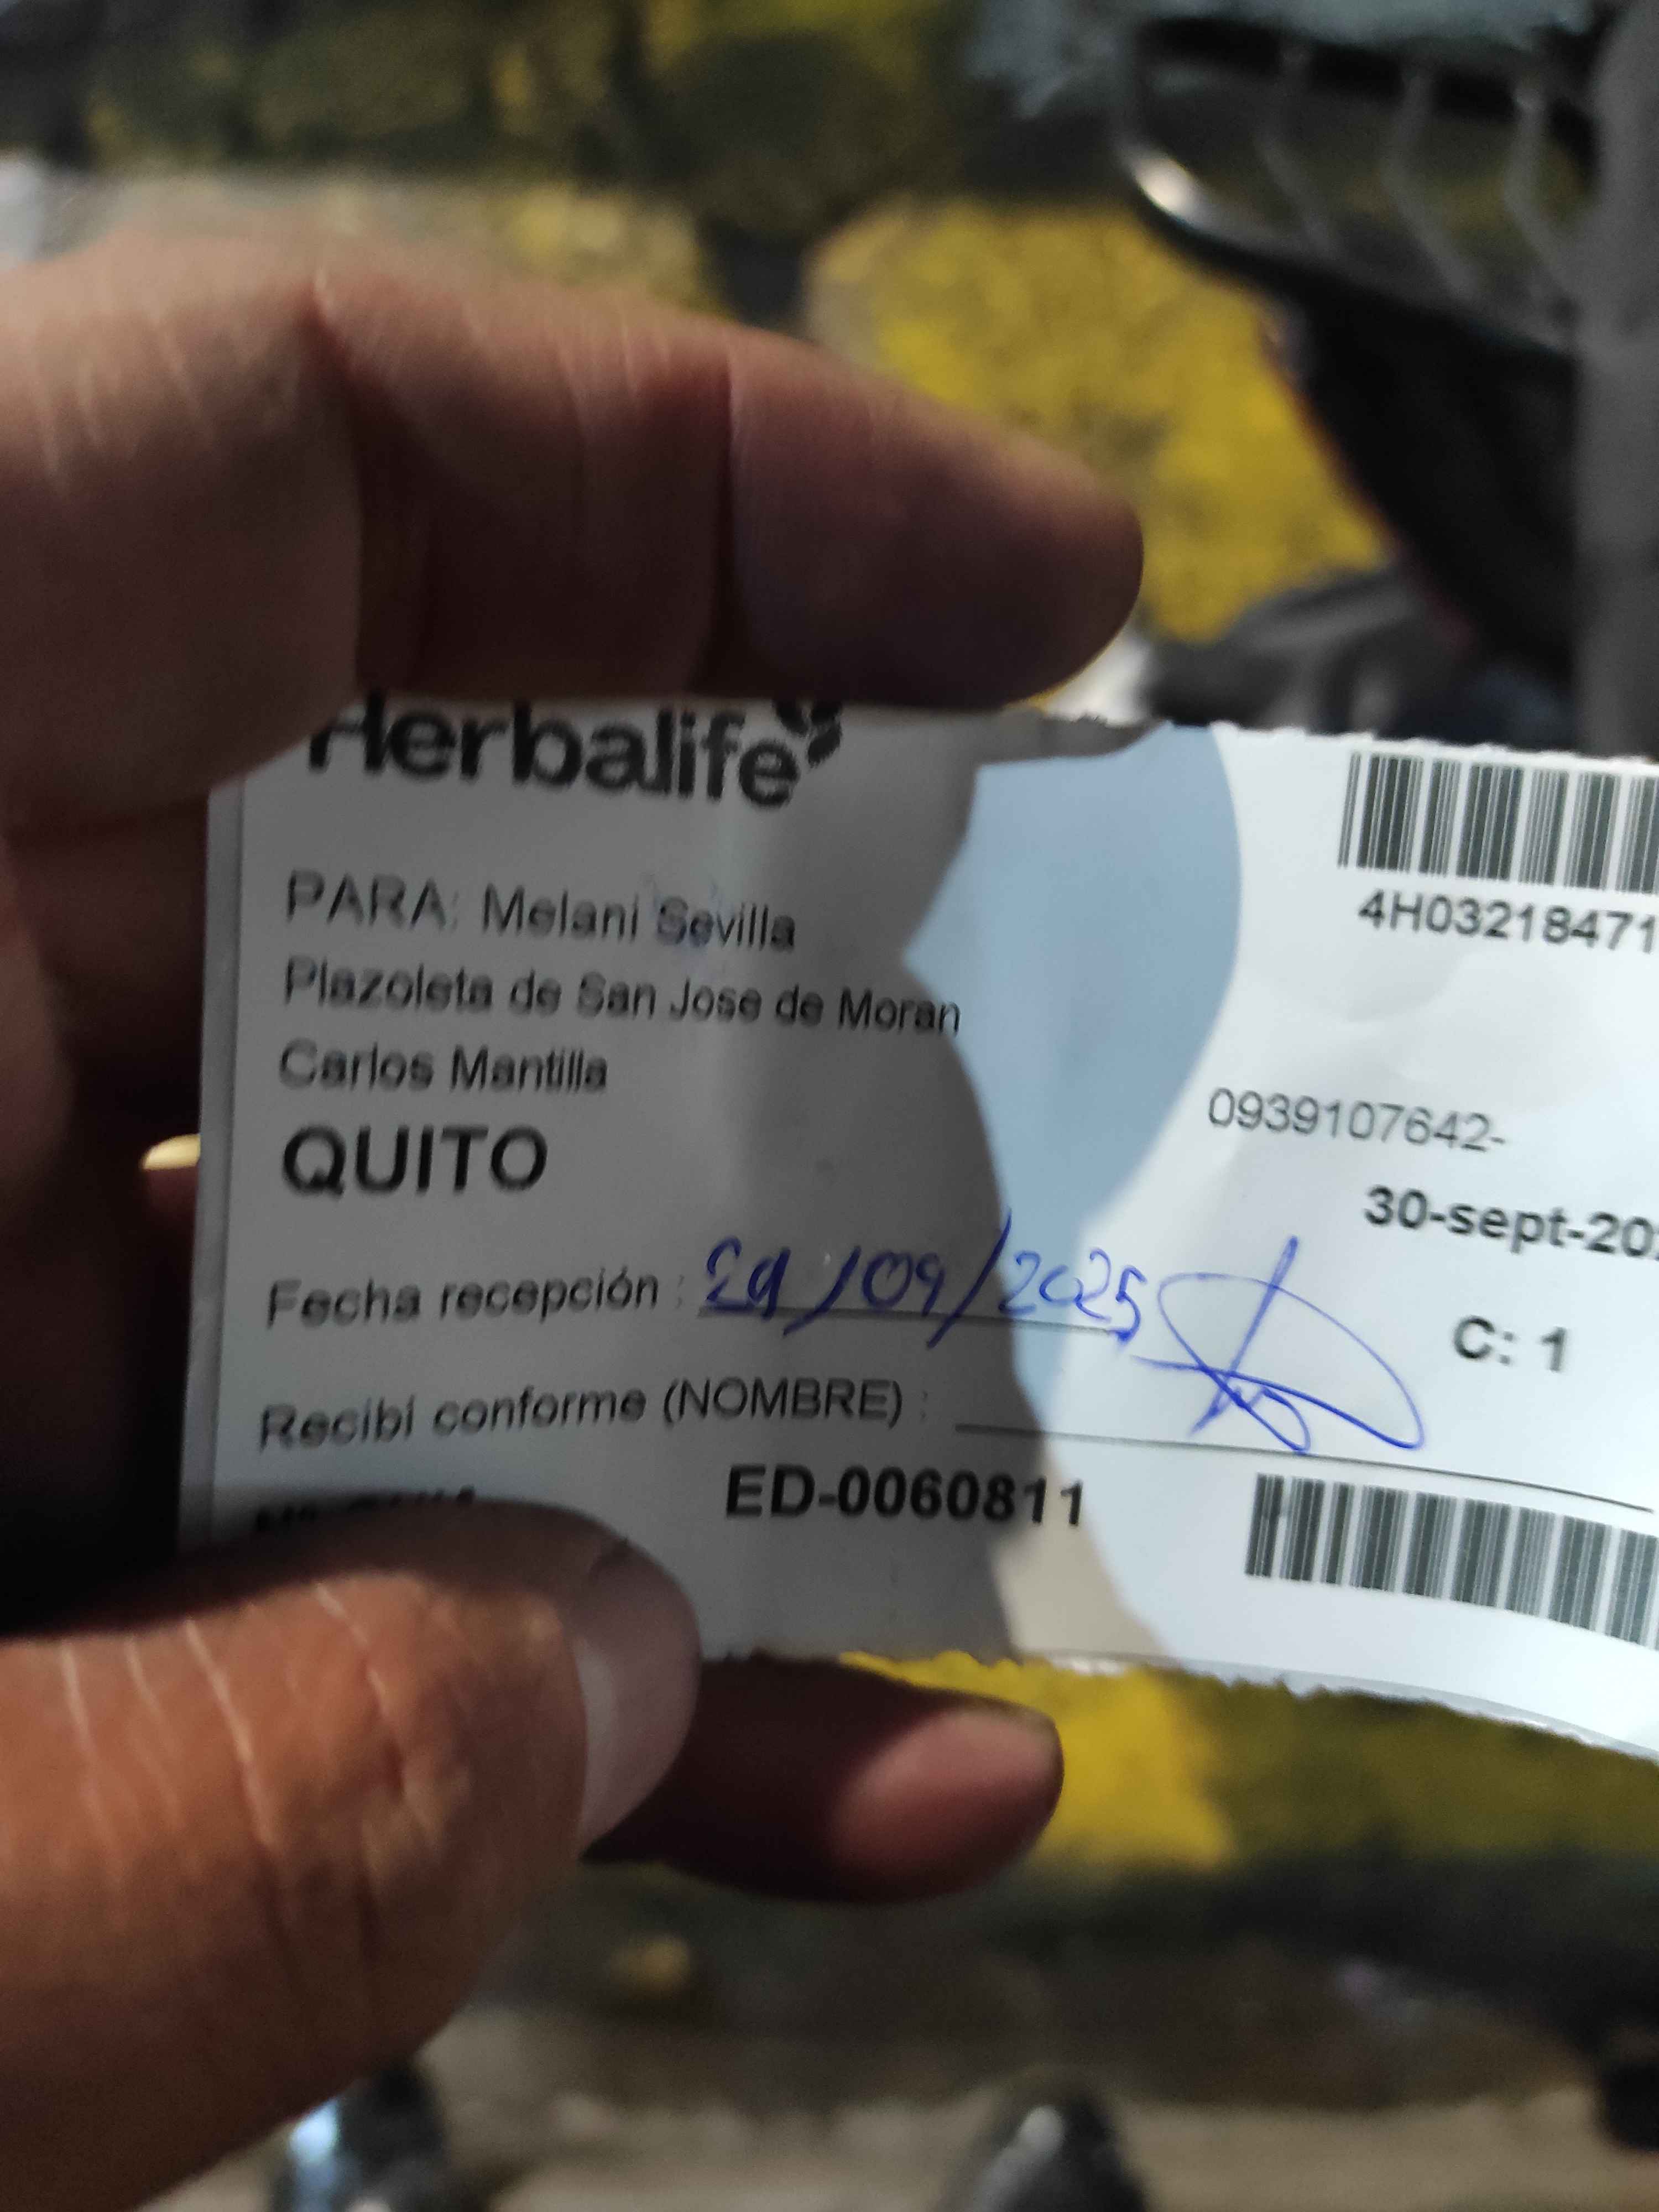 Herbalife
4H03218471
PARA: Melani Sevilla
Plazoleta de San Jose de Moran
Carlos Mantilla
0939107642-
QUITO
30-sept-202
Fecha recepción : 29/09/2025
C: 1
Recibí conforme (NOMBRE) :
ED-0060811